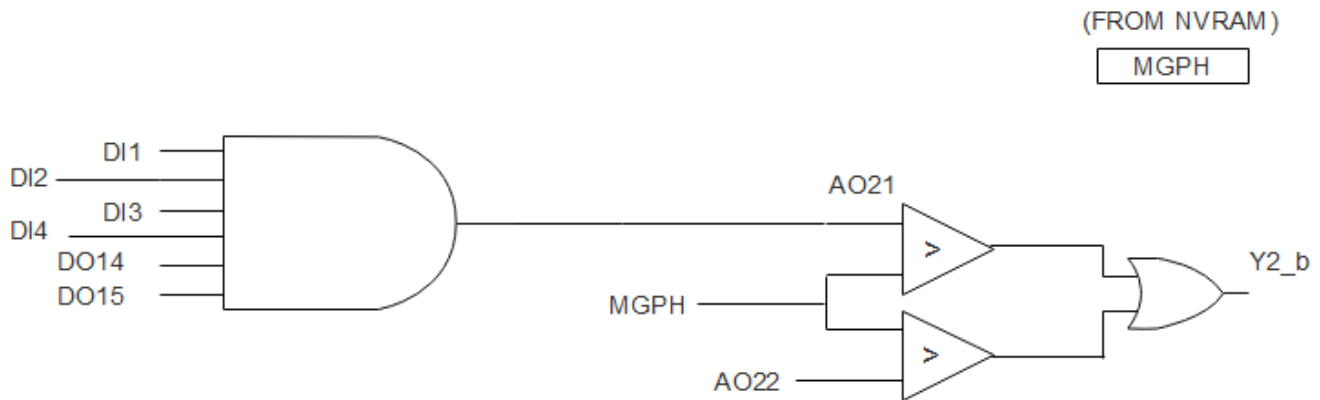 (FROM NVRAM)
MGPH
DI1
DI2
DI3
DI4
DO14
DO15
AO21
>
MGPH
>
AO22
Y2_b